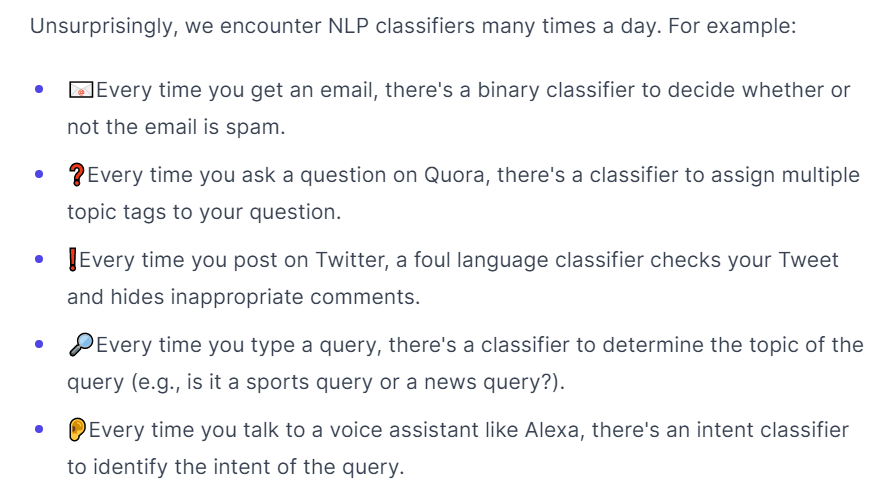 Unsurprisingly, we encounter NLP classifiers many times a day. For example:
• 📧Every time you get an email, there's a binary classifier to decide whether or
not the email is spam.
• ❓Every time you ask a question on Quora, there's a classifier to assign multiple
topic tags to your question.
• ❗Every time you post on Twitter, a foul language classifier checks your Tweet
and hides inappropriate comments.
• 🔎Every time you type a query, there's a classifier to determine the topic of the
query (e.g., is it a sports query or a news query?).
• 👂Every time you talk to a voice assistant like Alexa, there's an intent classifier
to identify the intent of the query.